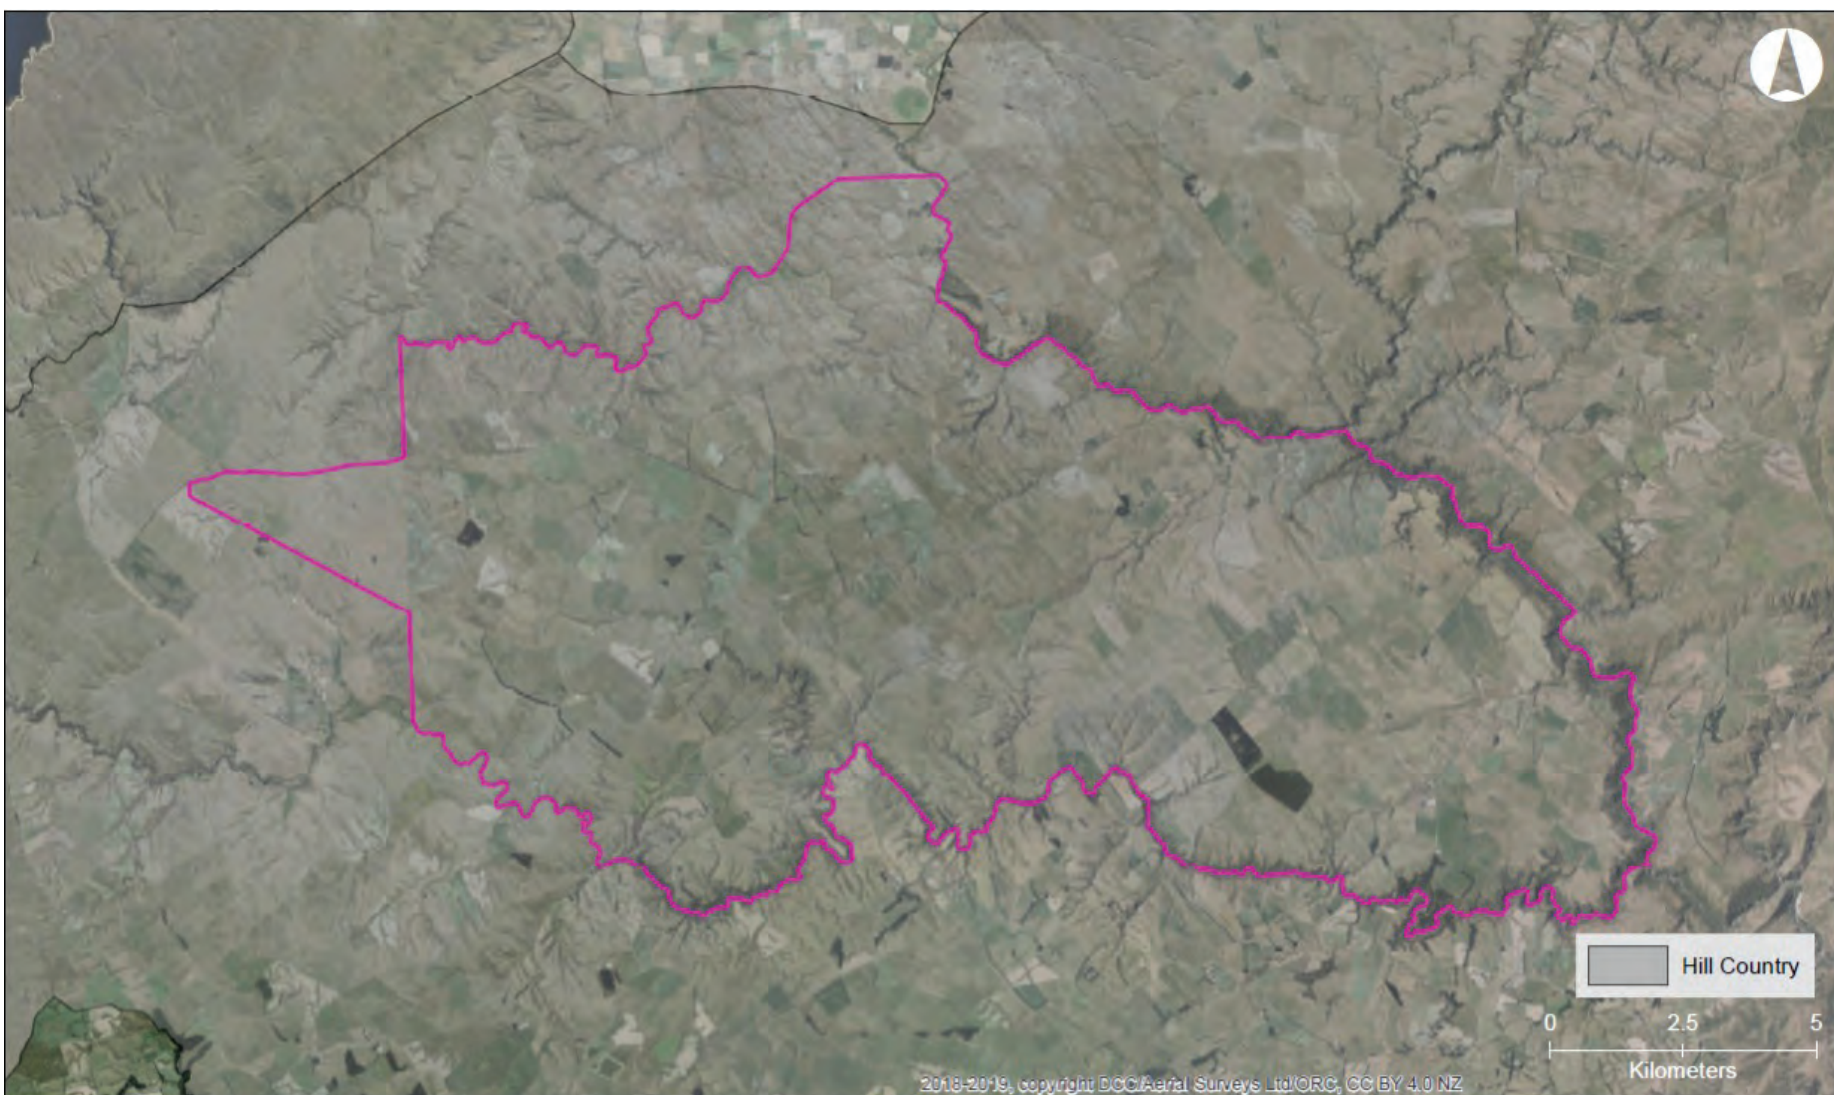 Hill Country
0 2.5 5
Kilometers
2018-2019, copyright DCC/Aerial Surveys Ltd/ORC, CC BY 4.0 NZ